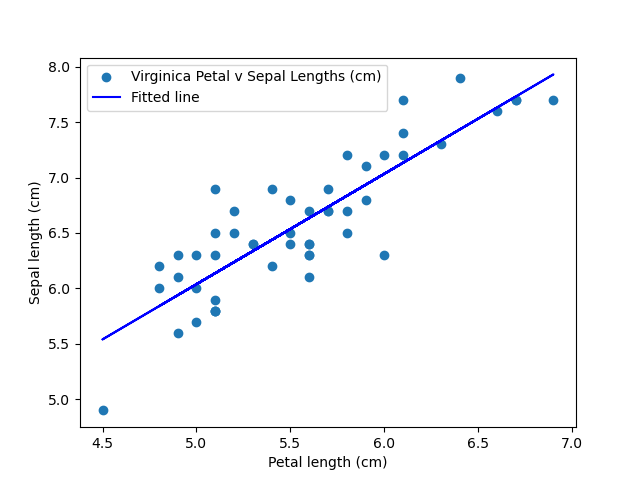 Virginica Petal v Sepal Lengths (cm)
Fitted line
8.0
7.5
7.0
6.5
6.0
5.5
5.0
Sepal length (cm)
4.5 5.0 5.5 6.0 6.5 7.0
Petal length (cm)